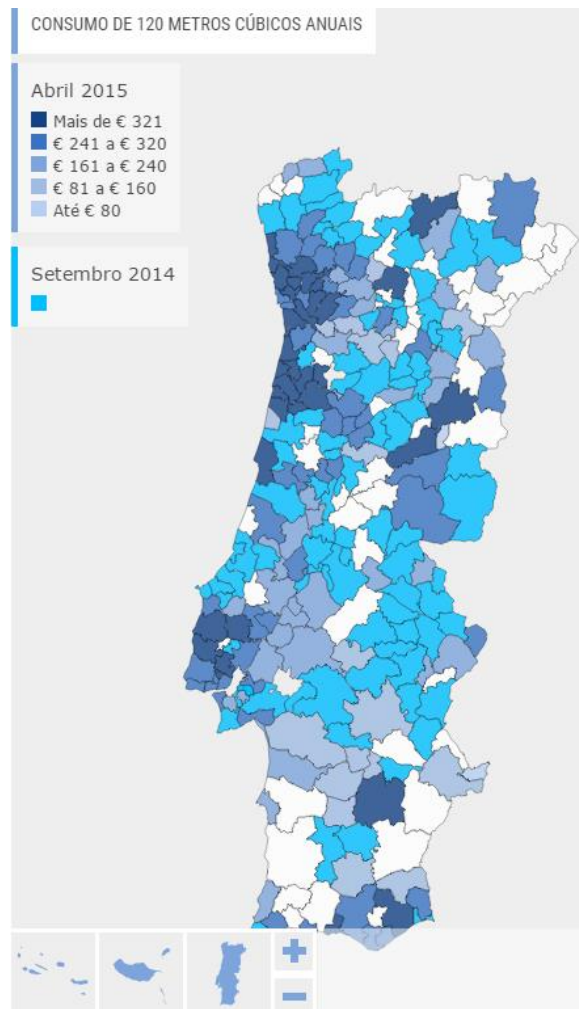 CONSUMO DE 120 METROS CÚBICOS ANUAIS
Abril 2015
Mais de € 321
€ 241 a € 320
€ 161 a € 240
€ 81 a € 160
Até € 80
Setembro 2014